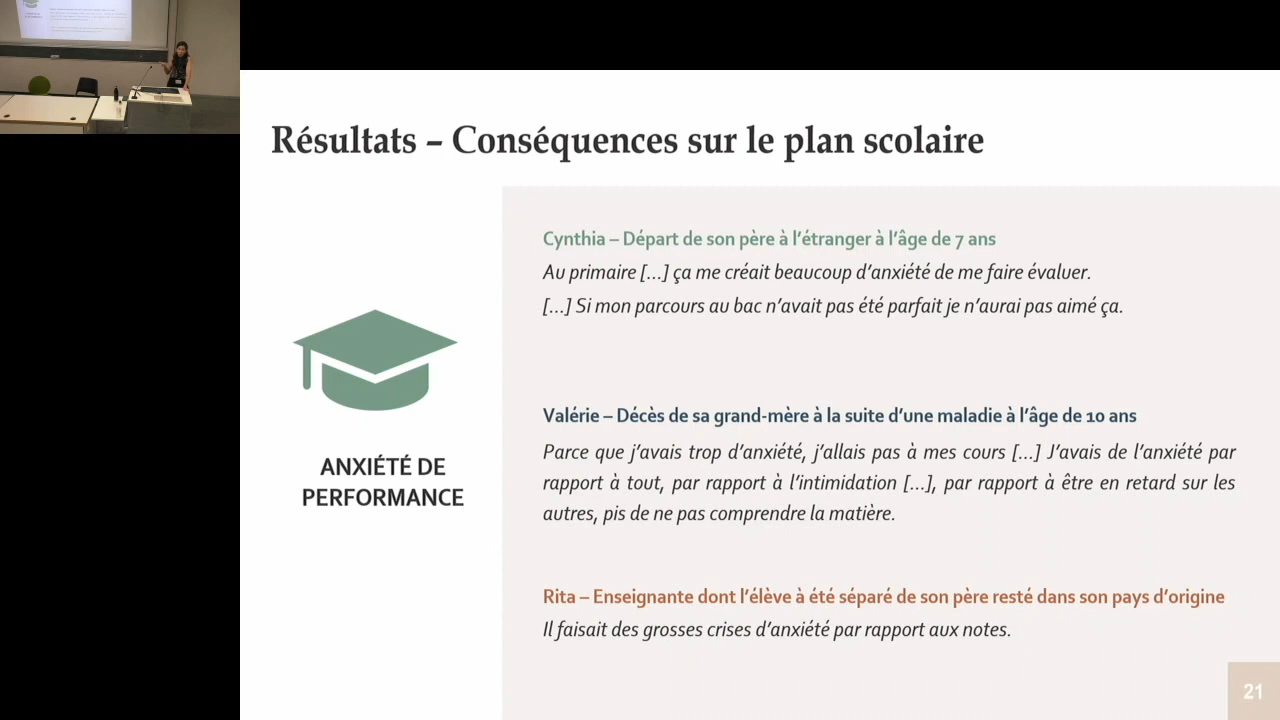 Résultats – Conséquences sur le plan scolaire
ANXIÉTÉ DE
PERFORMANCE
Cynthia – Départ de son père à l'étranger à l'âge de 7 ans
Au primaire [...] ça me créait beaucoup d'anxiété de me faire évaluer.
[...] Si mon parcours au bac n'avait pas été parfait je n'aurai pas aimé ça.
Valérie – Décès de sa grand-mère à la suite d'une maladie à l'âge de 10 ans
Parce que j'avais trop d'anxiété, j'allais pas à mes cours [...] J'avais de l'anxiété par
rapport à tout, par rapport à l'intimidation [...], par rapport à être en retard sur les
autres, pis de ne pas comprendre la matière.
Rita – Enseignante dont l'élève à été séparé de son père resté dans son pays d'origine
Il faisait des grosses crises d'anxiété par rapport aux notes.
21